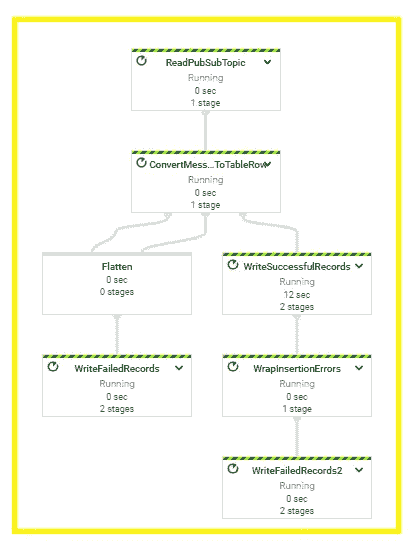 ReadPubSubTopic
Running
0 sec
1 stage
ConvertMess...ToTableRow
Running
0 sec
1 stage
Flatten
0 sec
0 stages
WriteSuccessfulRecords
Running
12 sec
2 stages
WriteFailedRecords
Running
0 sec
2 stages
WrapInsertionErrors
Running
0 sec
1 stage
WriteFailedRecords2
Running
0 sec
2 stages